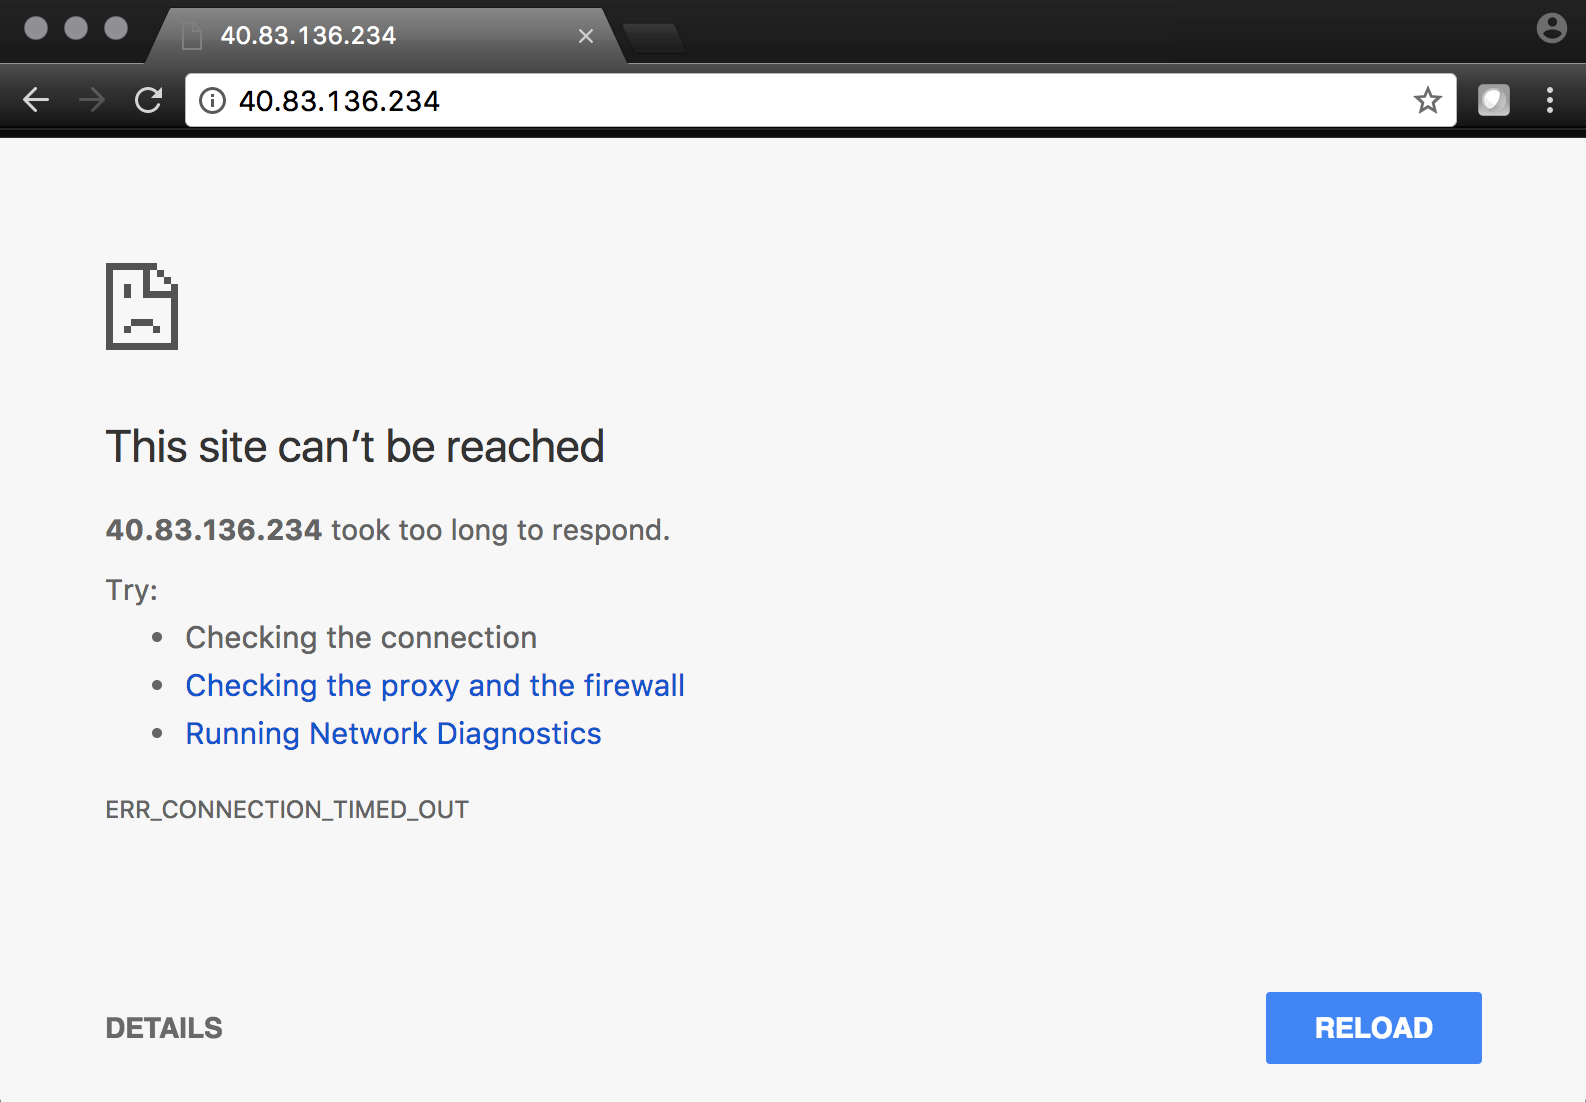 40.83.136.234
40.83.136.234
This site can’t be reached
40.83.136.234 took too long to respond.
Try:
Checking the connection
Checking the proxy and the firewall
Running Network Diagnostics
ERR_CONNECTION_TIMED_OUT
DETAILS
RELOAD